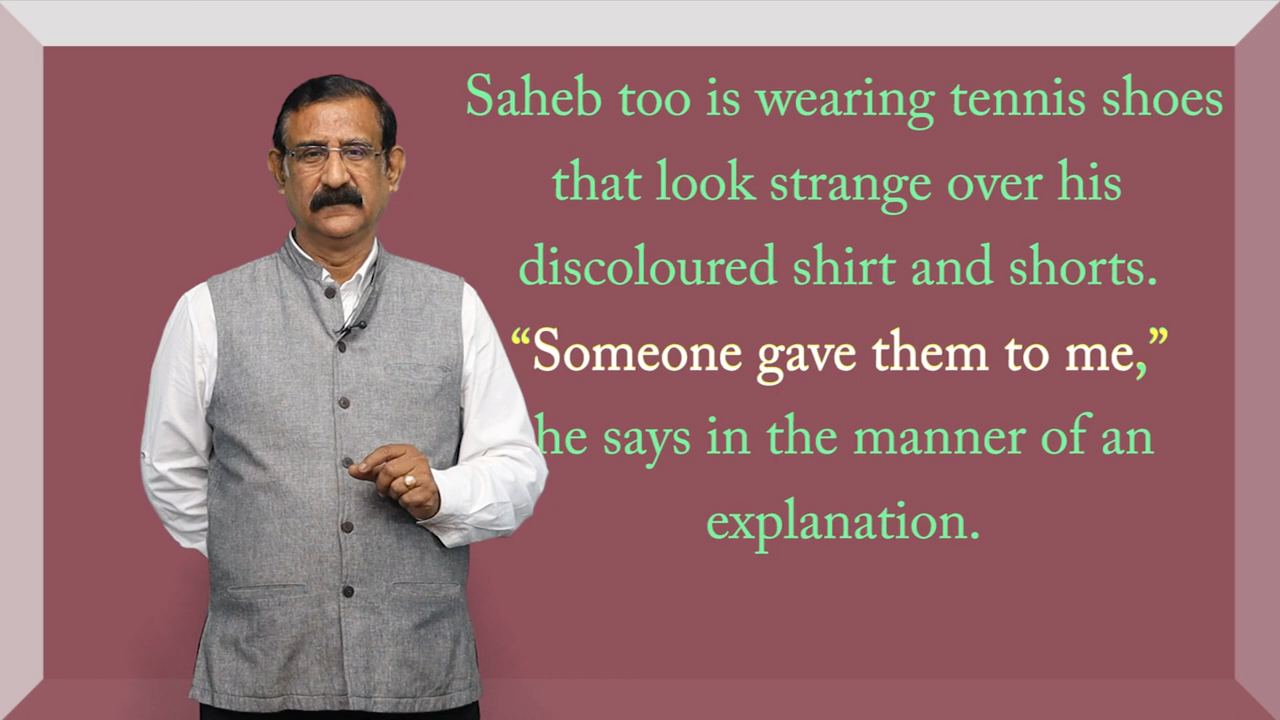 Saheb too is wearing tennis shoes
that look strange over his
discoloured shirt and shorts.
“Someone gave them to me,”
he says in the manner of an
explanation.